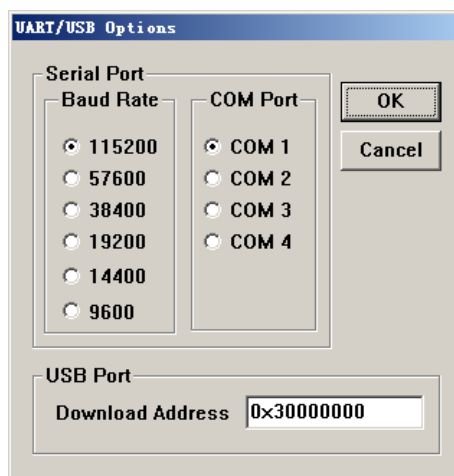 UART/USB Options
Serial Port
Baud Rate
115200
57600
38400
19200
14400
9600
COM Port
COM 1
COM 2
COM 3
COM 4
OK
Cancel
USB Port
Download Address 0x30000000